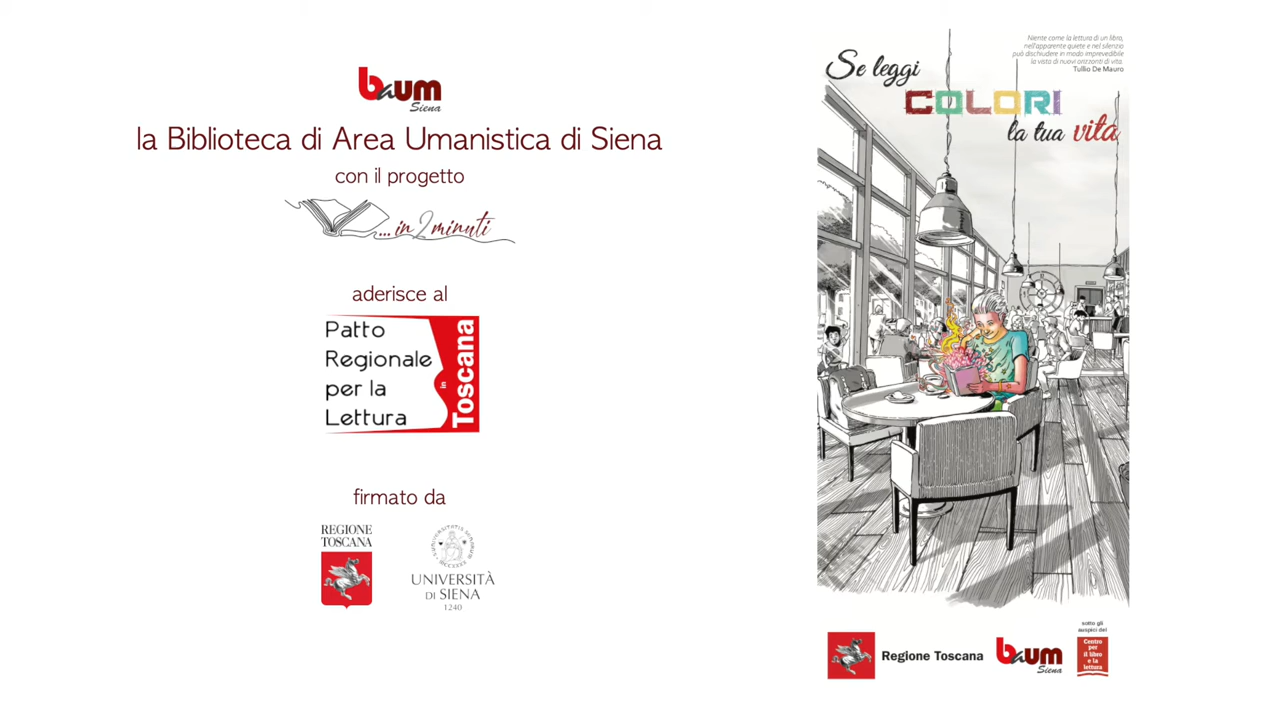 baum
Siena
la Biblioteca di Area Umanistica di Siena
con il progetto
...in 2 minuti
aderisce al
Patto
Regionale
per la
Lettura
in
Toscana
firmato da
REGIONE
TOSCANA
UNIVERSITÀ
DI SIENA
1240
Niente come la lettura di un libro,
nell'apparente quiete e nel silenzio
può dischiudere in modo imprevedibile
la vista di nuovi orizzonti di vita.
Tullio De Mauro
Se leggi
COLORI
la tua vita
Regione Toscana
baum
Siena
sotto gli
auspici del
Centro
per
il libro
e la
lettura